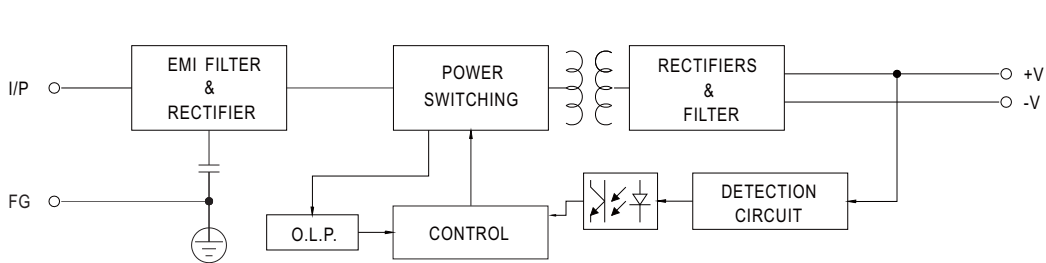 I/P
EMI FILTER
&
RECTIFIER
POWER
SWITCHING
RECTIFIERS
&
FILTER
+V
-V
FG
O.L.P.
CONTROL
DETECTION
CIRCUIT